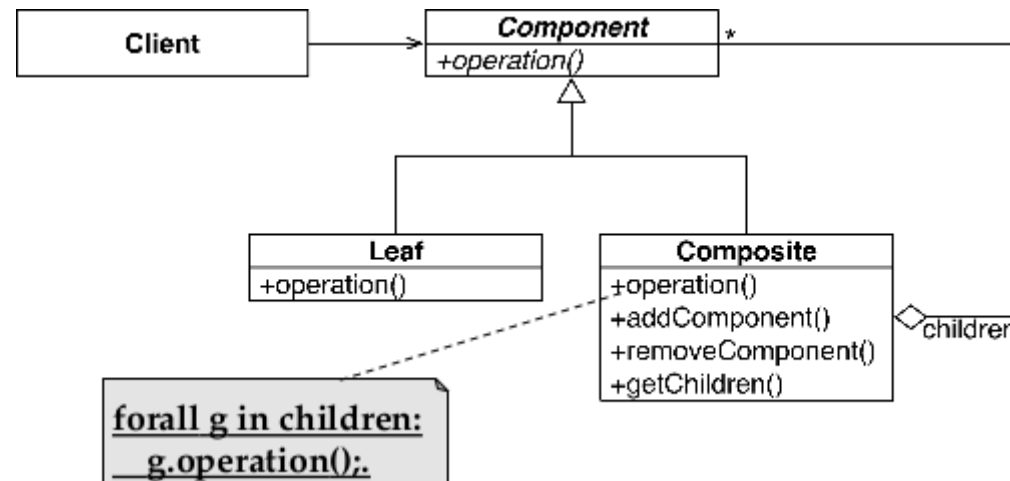 Client
Component
*
+operation()
Leaf
+operation()
Composite
+operation()
+addComponent()
+removeComponent()
+getChildren()
children
forall g in children:
g.operation();.